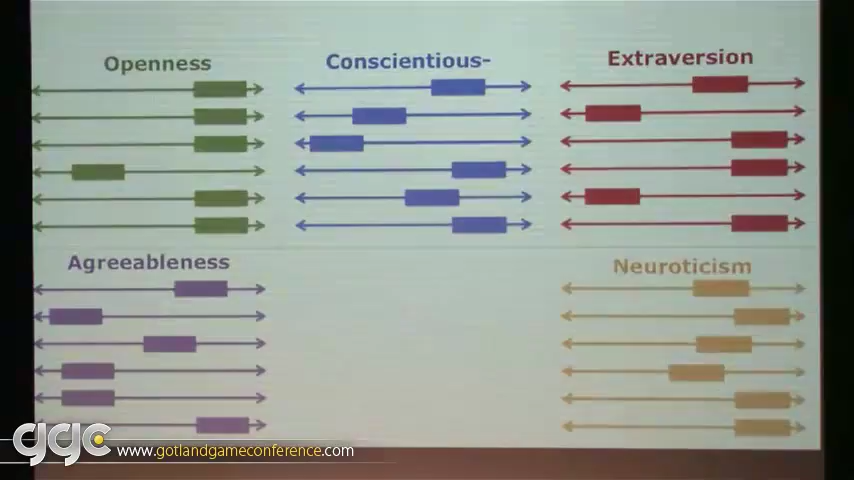 Openness
Conscientious-
Extraversion
Agreeableness
Neuroticism
ggc
www.gotlandgameconference.com